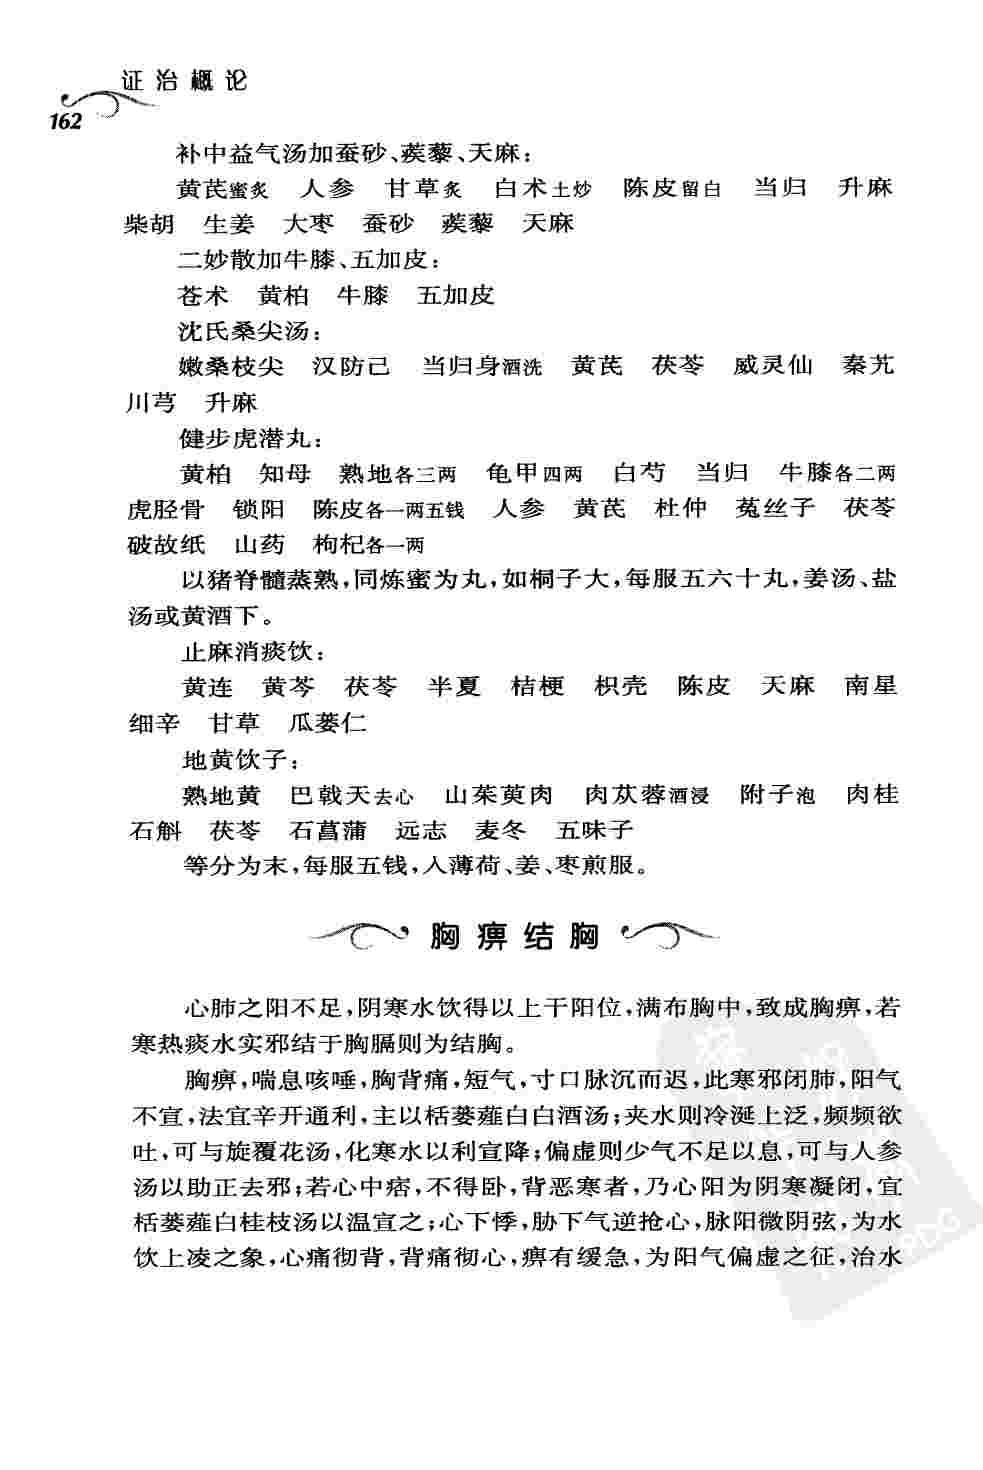 证治概论
162
补中益气汤加蚕砂、蒺藜、天麻：
黄芪蜜炙　人参　甘草炙　白术土炒　陈皮留白　当归　升麻
柴胡　生姜　大枣　蚕砂　蒺藜　天麻
二妙散加牛膝、五加皮：
苍术　黄柏　牛膝　五加皮
沈氏桑尖汤：
嫩桑枝尖　汉防己　当归身酒洗　黄芪　茯苓　威灵仙　秦艽
川芎　升麻
健步虎潜丸：
黄柏　知母　熟地各三两　龟甲四两　白芍　当归　牛膝各二两
虎胫骨　锁阳　陈皮各一两五钱　人参　黄芪　杜仲　菟丝子　茯苓
破故纸　山药　枸杞各一两
以猪脊髓蒸熟，同炼蜜为丸，如桐子大，每服五六十丸，姜汤、盐
汤或黄酒下。
止麻消痰饮：
黄连　黄芩　茯苓　半夏　桔梗　枳壳　陈皮　天麻　南星
细辛　甘草　瓜蒌仁
地黄饮子：
熟地黄　巴戟天去心　山茱萸肉　肉苁蓉酒浸　附子泡　肉桂
石斛　茯苓　石菖蒲　远志　麦冬　五味子
等分为末，每服五钱，入薄荷、姜、枣煎服。
胸痹结胸
心肺之阳不足，阴寒水饮得以上干阳位，满布胸中，致成胸痹，若
寒热痰水实邪结于胸膈则为结胸。
胸痹，喘息咳唾，胸背痛，短气，寸口脉沉而迟，此寒邪闭肺，阳气
不宣，法宜辛开通利，主以栝蒌薤白白酒汤；夹水则冷涎上泛，频频欲
吐，可与旋覆花汤，化寒水以利宣降；偏虚则少气不足以息，可与人参
汤以助正去邪；若心中痞，不得卧，背恶寒者，乃心阳为阴寒凝闭，宜
栝蒌薤白桂枝汤以温宣之；心下悸，胁下气逆抢心，脉阳微阴弦，为水
饮上凌之象，心痛彻背，背痛彻心，痹有缓急，为阳气偏虚之征，治水